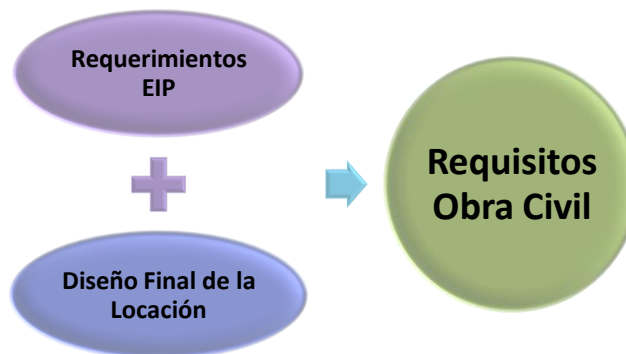 Requerimientos
EIP
Requisitos
Obra Civil
Diseño Final de la
Locación